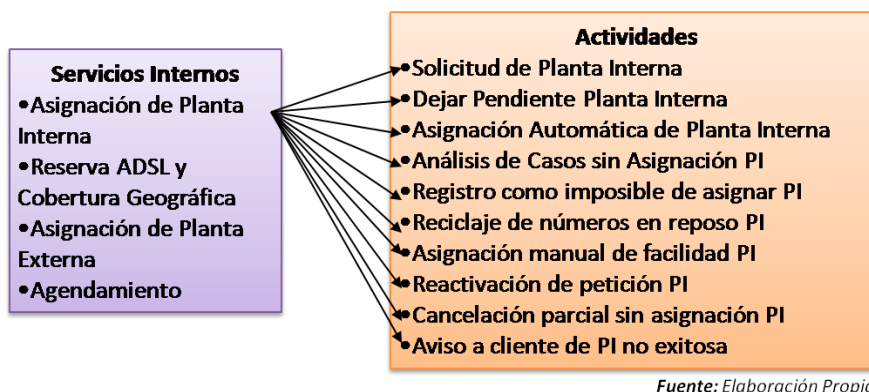 Servicios Internos
•Asignación de Planta
Interna
•Reserva ADSL y
Cobertura Geográfica
•Asignación de Planta
Externa
•Agendamiento
Actividades
•Solicitud de Planta Interna
•Dejar Pendiente Planta Interna
•Asignación Automática de Planta Interna
•Análisis de Casos sin Asignación PI
•Registro como imposible de asignar PI
•Reciclaje de números en reposo PI
•Asignación manual de facilidad PI
•Reactivación de petición PI
•Cancelación parcial sin asignación PI
•Aviso a cliente de PI no exitosa
Fuente: Elaboración Propia